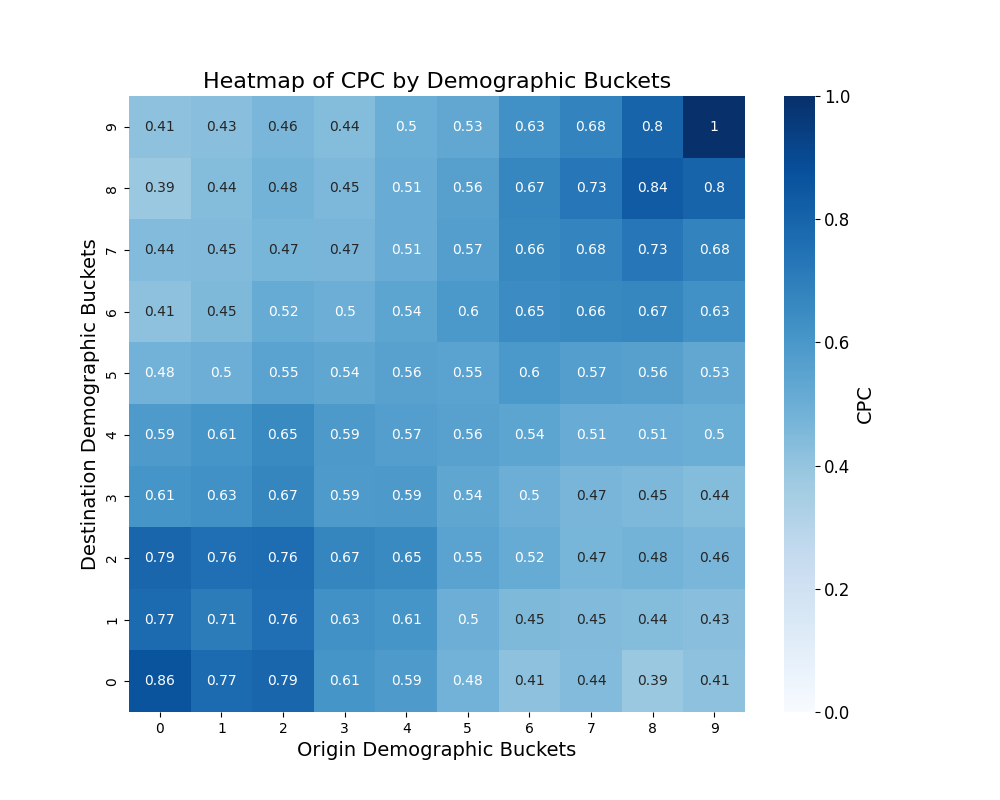 Heatmap of CPC by Demographic Buckets
9 0.41 0.43 0.46 0.44 0.5 0.53 0.63 0.68 0.8 1
8 0.39 0.44 0.48 0.45 0.51 0.56 0.67 0.73 0.84 0.8
7 0.44 0.45 0.47 0.47 0.51 0.57 0.66 0.68 0.73 0.68
6 0.41 0.45 0.52 0.5 0.54 0.6 0.65 0.66 0.67 0.63
5 0.48 0.5 0.55 0.54 0.56 0.55 0.6 0.57 0.56 0.53
4 0.59 0.61 0.65 0.59 0.57 0.56 0.54 0.51 0.51 0.5
3 0.61 0.63 0.67 0.59 0.59 0.54 0.5 0.47 0.45 0.44
2 0.79 0.76 0.76 0.67 0.65 0.55 0.52 0.47 0.48 0.46
1 0.77 0.71 0.76 0.63 0.61 0.5 0.45 0.45 0.44 0.43
0 0.86 0.77 0.79 0.61 0.59 0.48 0.41 0.44 0.39 0.41
0 1 2 3 4 5 6 7 8 9
Origin Demographic Buckets
Destination Demographic Buckets
1.0
0.8
0.6
0.4
0.2
0.0
CPC